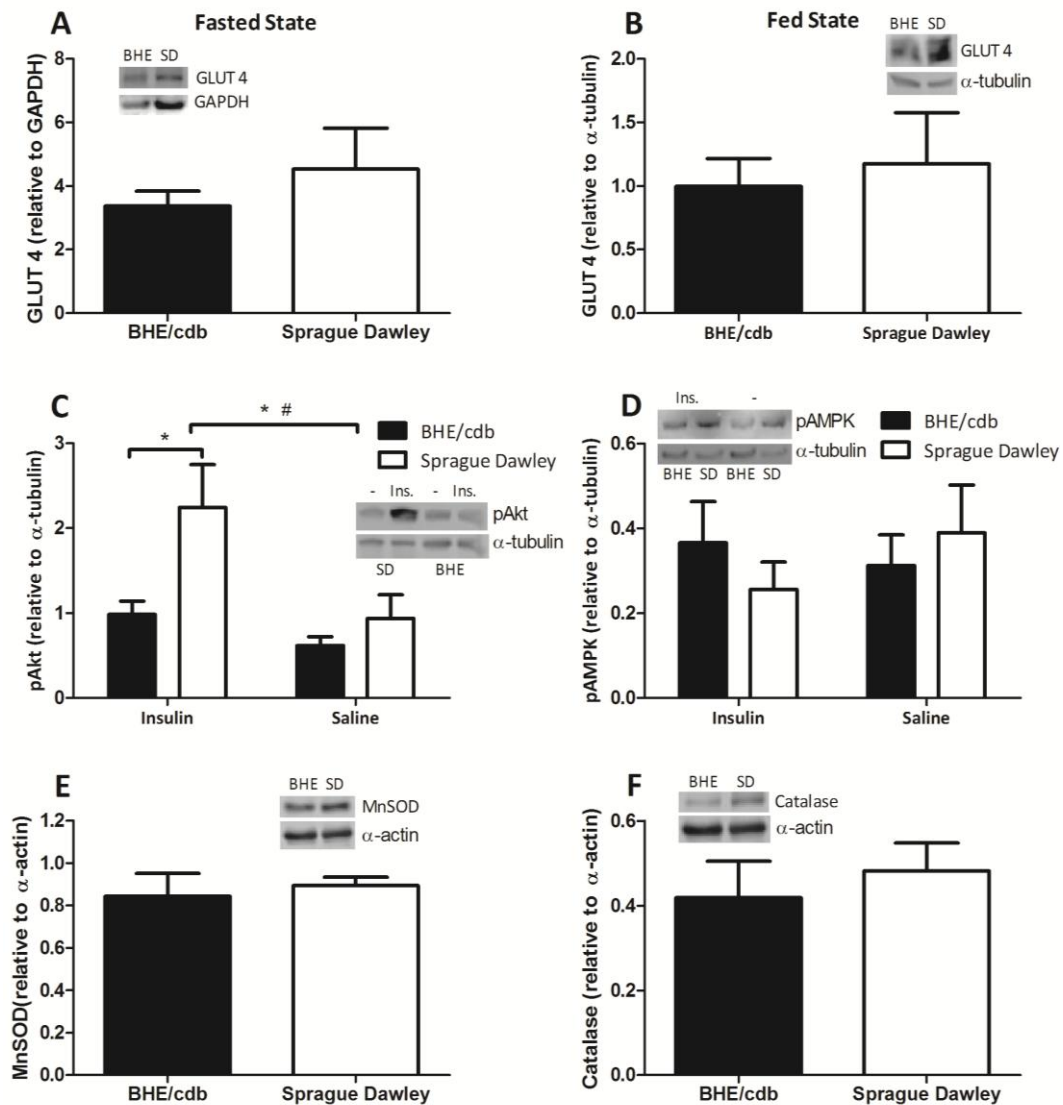 A Fasted State
GLUT 4 (relative to GAPDH)
8
6
4
2
0
BHE SD
GLUT 4
GAPDH
BHE/cdb Sprague Dawley
B Fed State
GLUT 4 (relative to α-tubulin)
2.0
1.5
1.0
0.5
0.0
BHE SD
GLUT 4
α-tubulin
BHE/cdb Sprague Dawley
C
pAkt (relative to α-tubulin)
3
2
1
0
* #
*
BHE/cdb
Sprague Dawley
- Ins. - Ins.
pAkt
α-tubulin
SD BHE
Insulin Saline
D
pAMPK (relative to α-tubulin)
0.6
0.4
0.2
0.0
Ins. -
pAMPK
α-tubulin
BHE SD BHE SD
BHE/cdb
Sprague Dawley
Insulin Saline
E
MnSOD(relative to α-actin)
1.2
1.0
0.8
0.6
0.4
0.2
0.0
BHE SD
MnSOD
α-actin
BHE/cdb Sprague Dawley
F
Catalase (relative to α-actin)
0.6
0.4
0.2
0.0
BHE SD
Catalase
α-actin
BHE/cdb Sprague Dawley